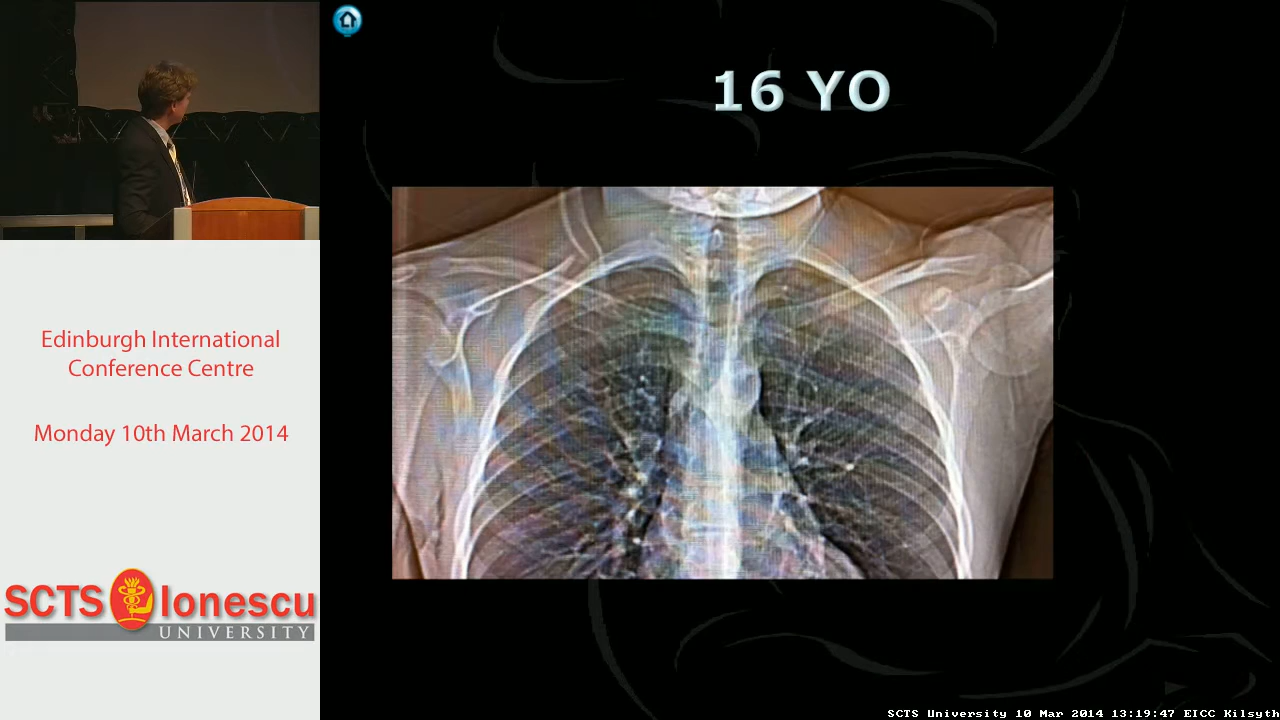 16 YO
Edinburgh International
Conference Centre
Monday 10th March 2014
SCTS Ionescu
UNIVERSITY
SCTS University 10 Mar 2014 13:19:47 EICC Kilsyth